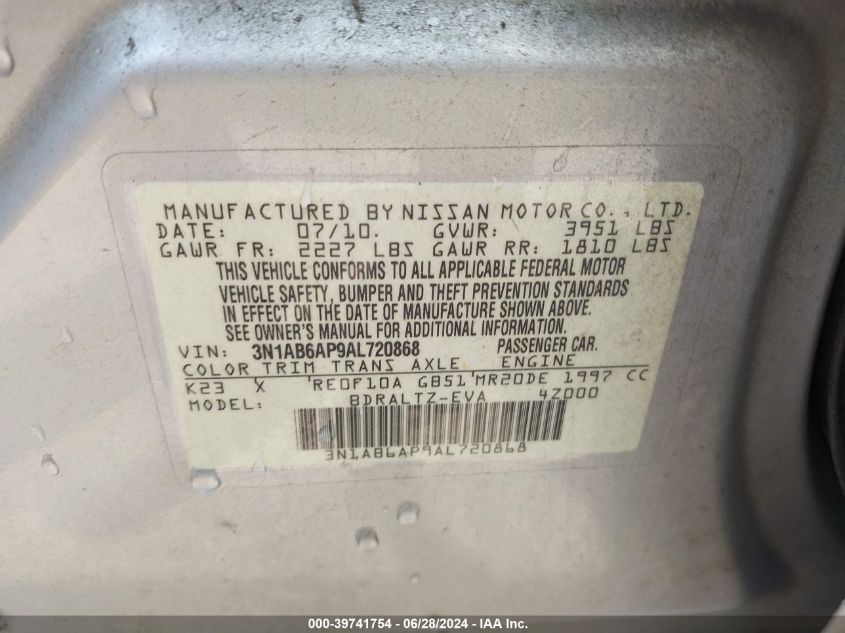 MANUFACTURED BY NISSAN MOTOR CO., LTD.
DATE: 07/10. GVWR: 3951 LBS
GAWR FR: 2227 LBS GAWR RR: 1810 LBS
THIS VEHICLE CONFORMS TO ALL APPLICABLE FEDERAL MOTOR
VEHICLE SAFETY, BUMPER AND THEFT PREVENTION STANDARDS
IN EFFECT ON THE DATE OF MANUFACTURE SHOWN ABOVE.
SEE OWNER'S MANUAL FOR ADDITIONAL INFORMATION.
VIN: 3N1AB6AP9AL720868 PASSENGER CAR.
COLOR TRIM TRANS AXLE ENGINE
K23 X RE0F10A GB51 MR20DE 1997 CC
MODEL: BDRALTZ-EVA 4Z000
3N1AB6AP9AL720868
000-39741754 | 06/28/2024 - IAA Inc.